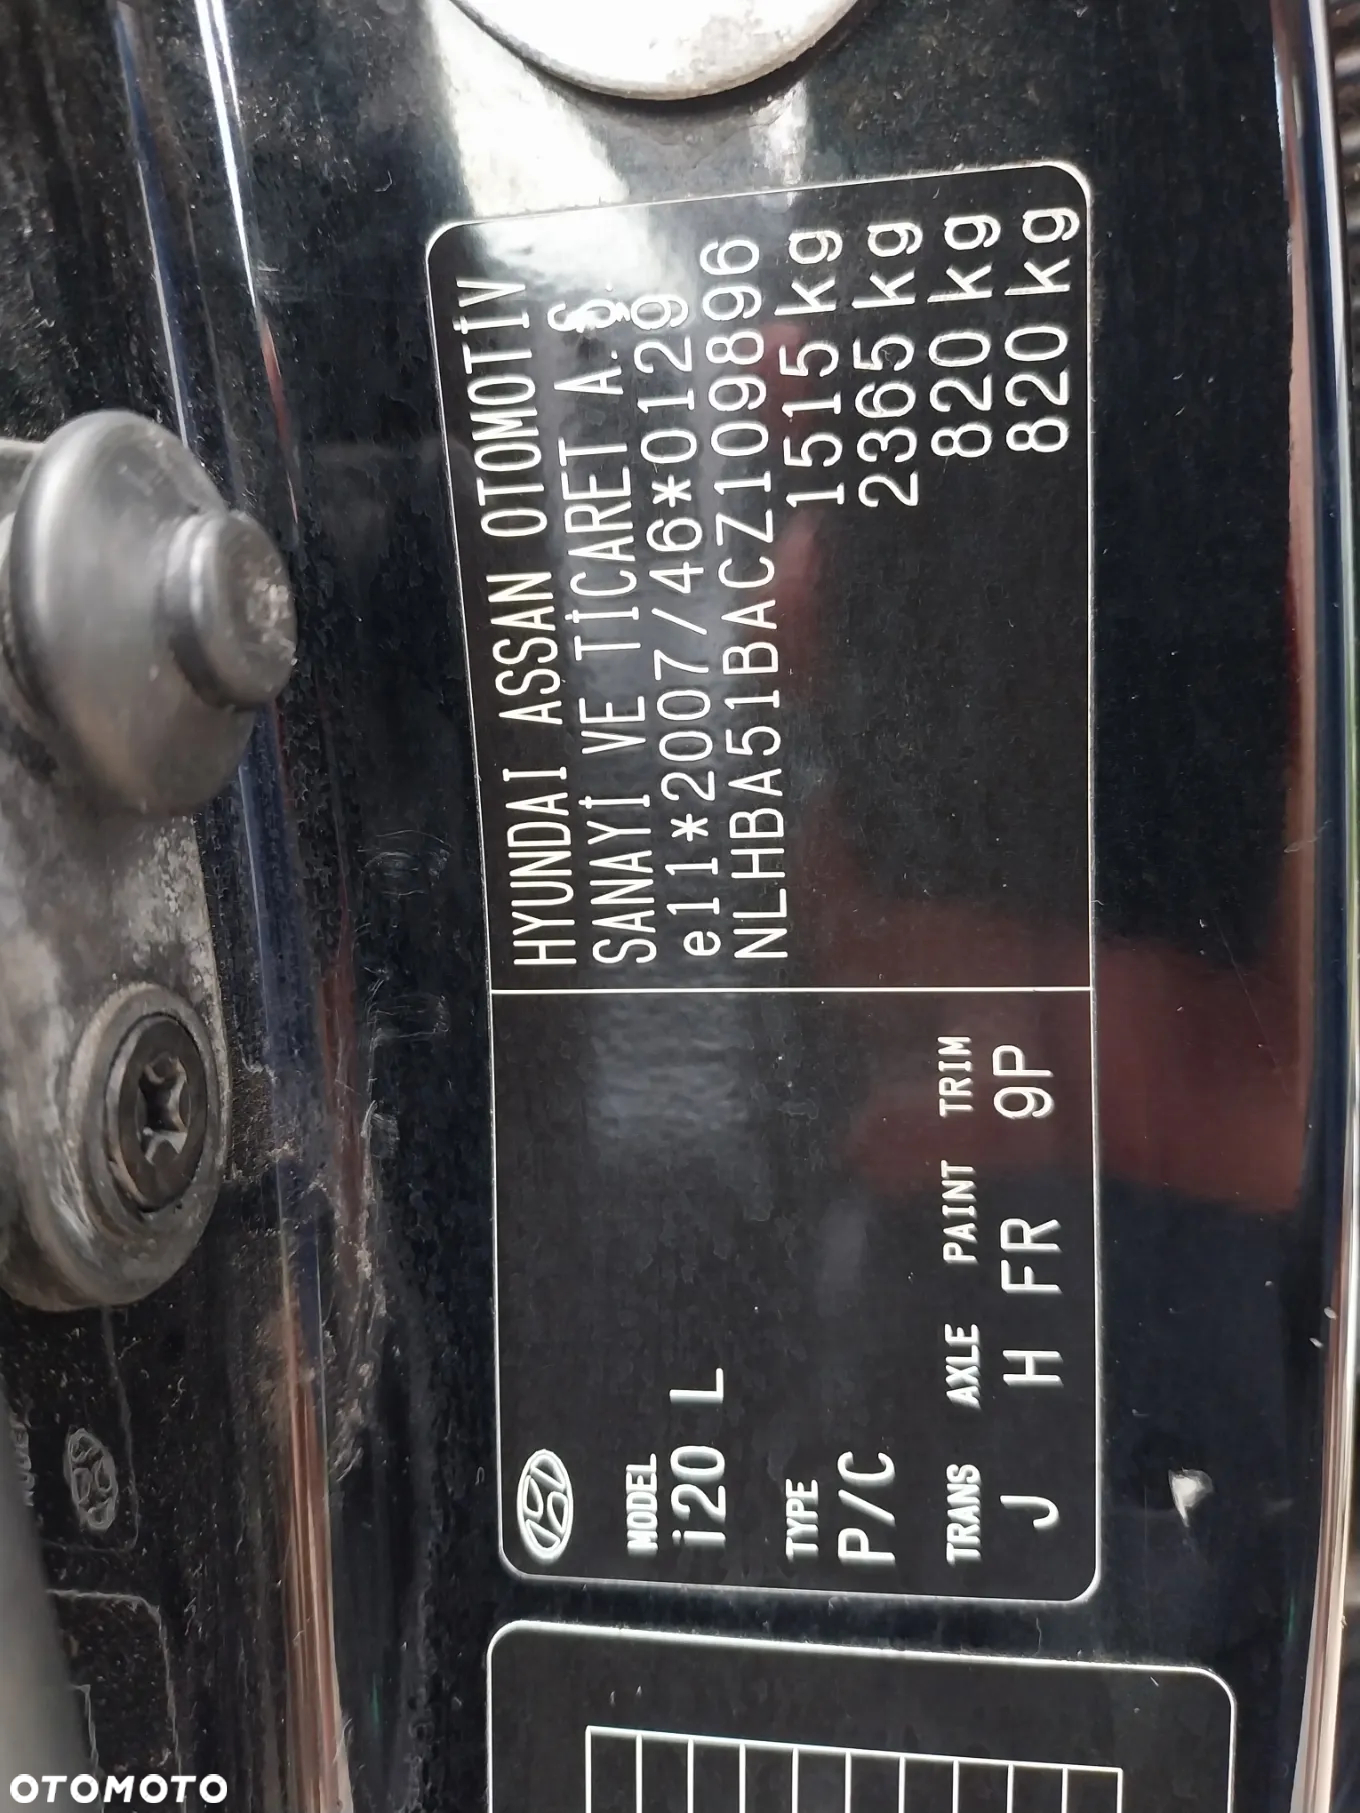 HYUNDAI ASSAN OTOMOTİV
SANAYİ VE TİCARET A.Ş.
e11*2007/46*0129
NLHBA51BACZ109896
1515 kg
2365 kg
820 kg
820 kg
MODEL
i20 L
TYPE
P/C
TRANS AXLE PAINT TRIM
J H FR 9P
OTOMOTO